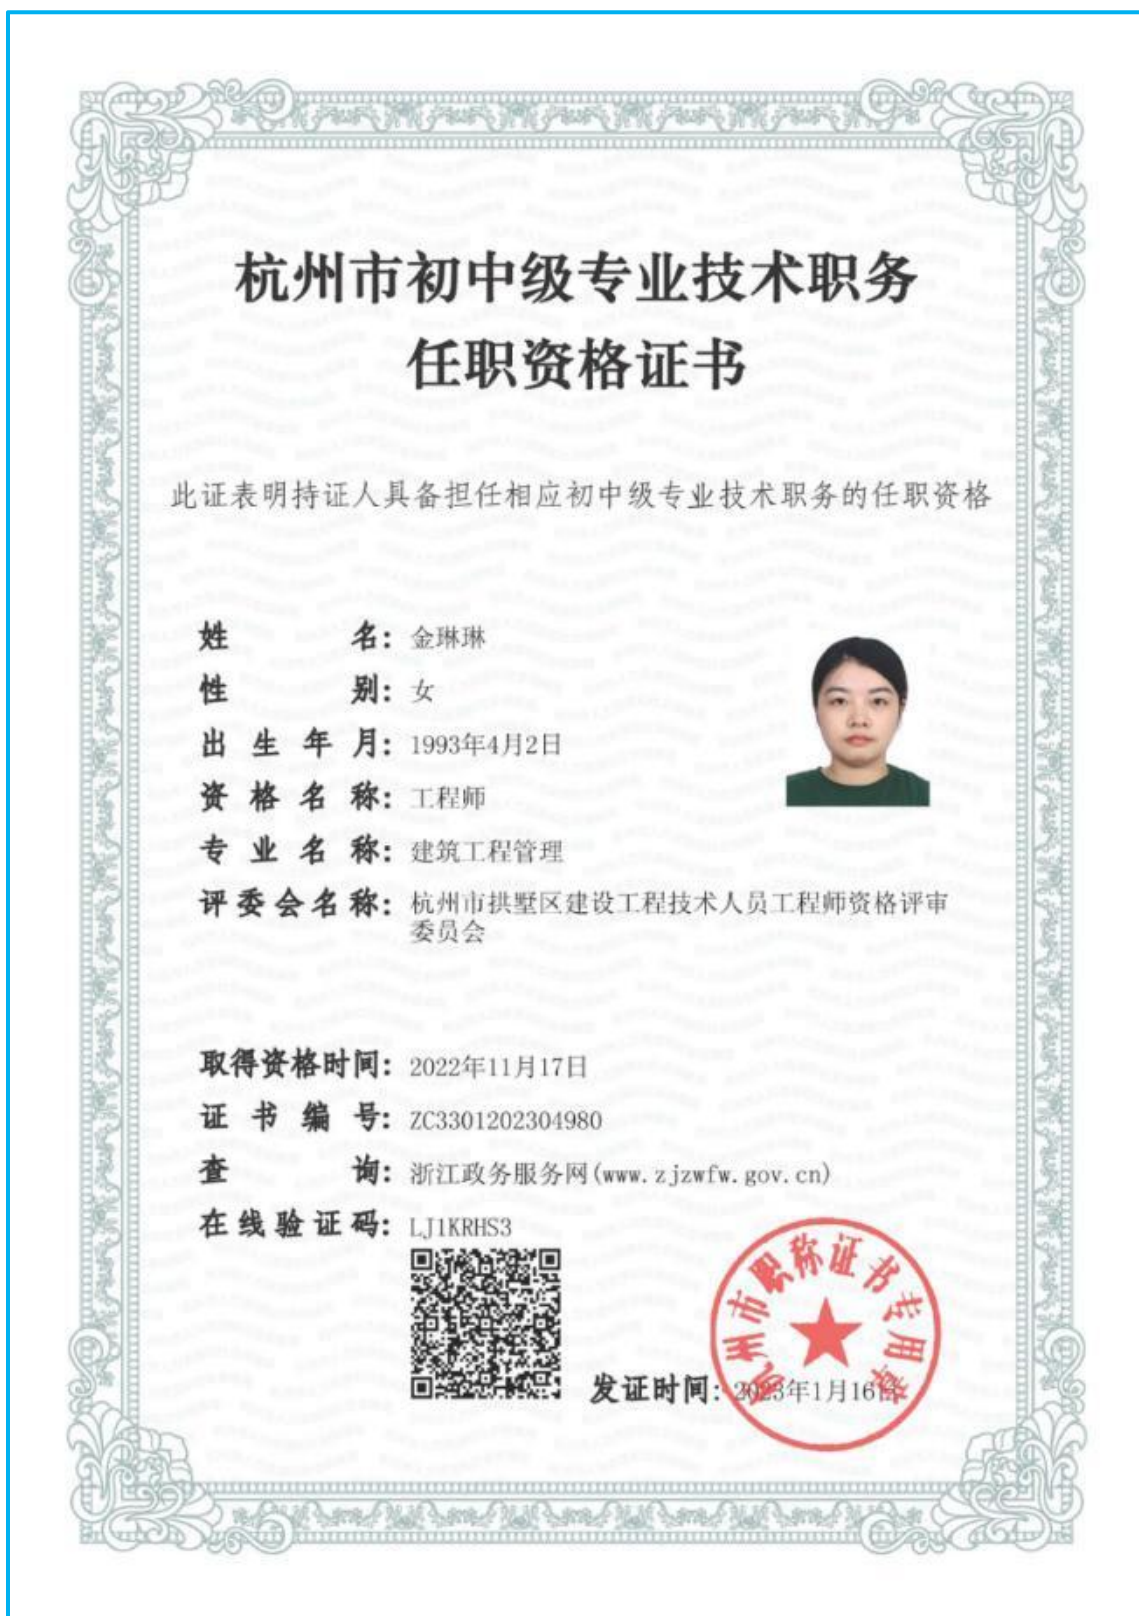 杭州市初中级专业技术职务
任职资格证书
此证表明持证人具备担任相应初中级专业技术职务的任职资格
姓名：金琳琳
性别：女
出生年月：1993年4月2日
资格名称：工程师
专业名称：建筑工程管理
评委会名称：杭州市拱墅区建设工程技术人员工程师资格评审
委员会
取得资格时间：2022年11月17日
证书编号：ZC3301202304980
查询：浙江政务服务网(www.zjzwfw.gov.cn)
在线验证码：LJ1KRHS3
杭州市职称证书专用章
发证时间：2023年1月16日